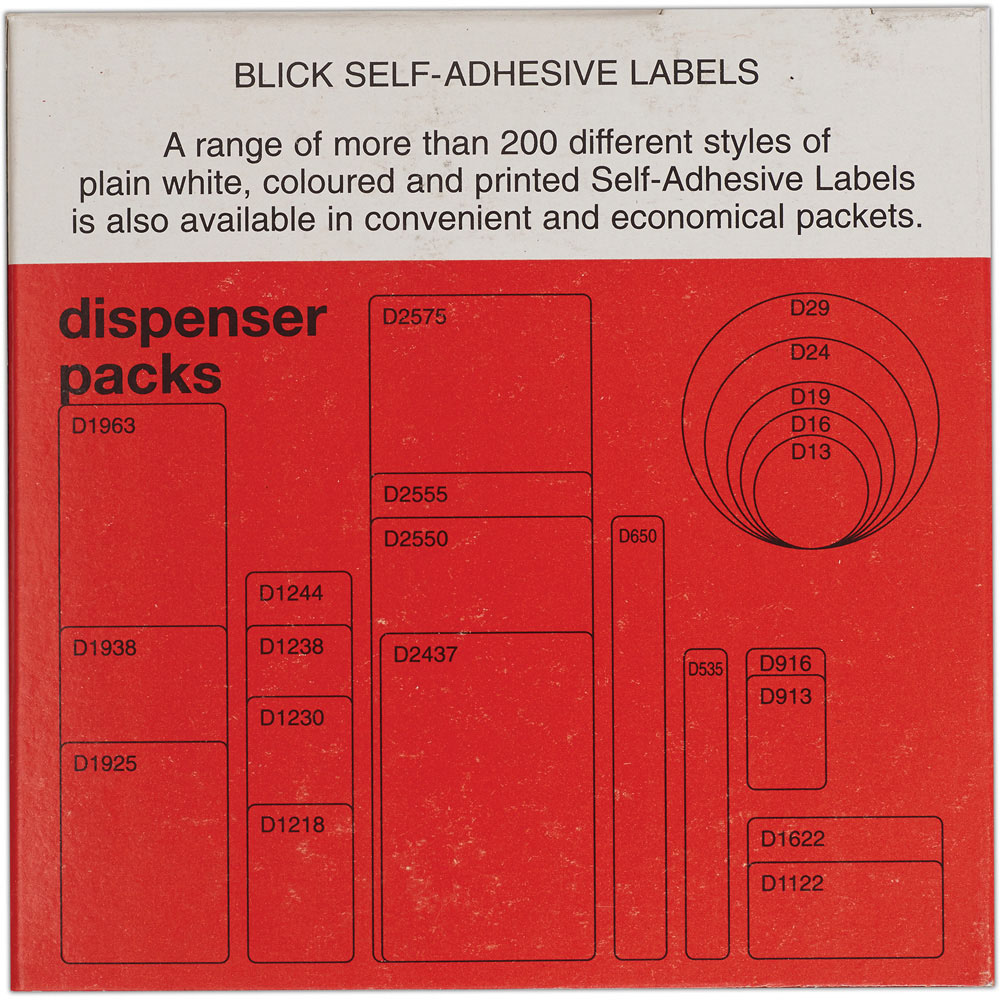 BLICK SELF-ADHESIVE LABELS
A range of more than 200 different styles of
plain white, coloured and printed Self-Adhesive Labels
is also available in convenient and economical packets.
dispenser
packs
D1963
D1938
D1925
D1244
D1238
D1230
D1218
D2575
D2555
D2550
D2437
D650
D535
D29
D24
D19
D16
D13
D916
D913
D1622
D1122